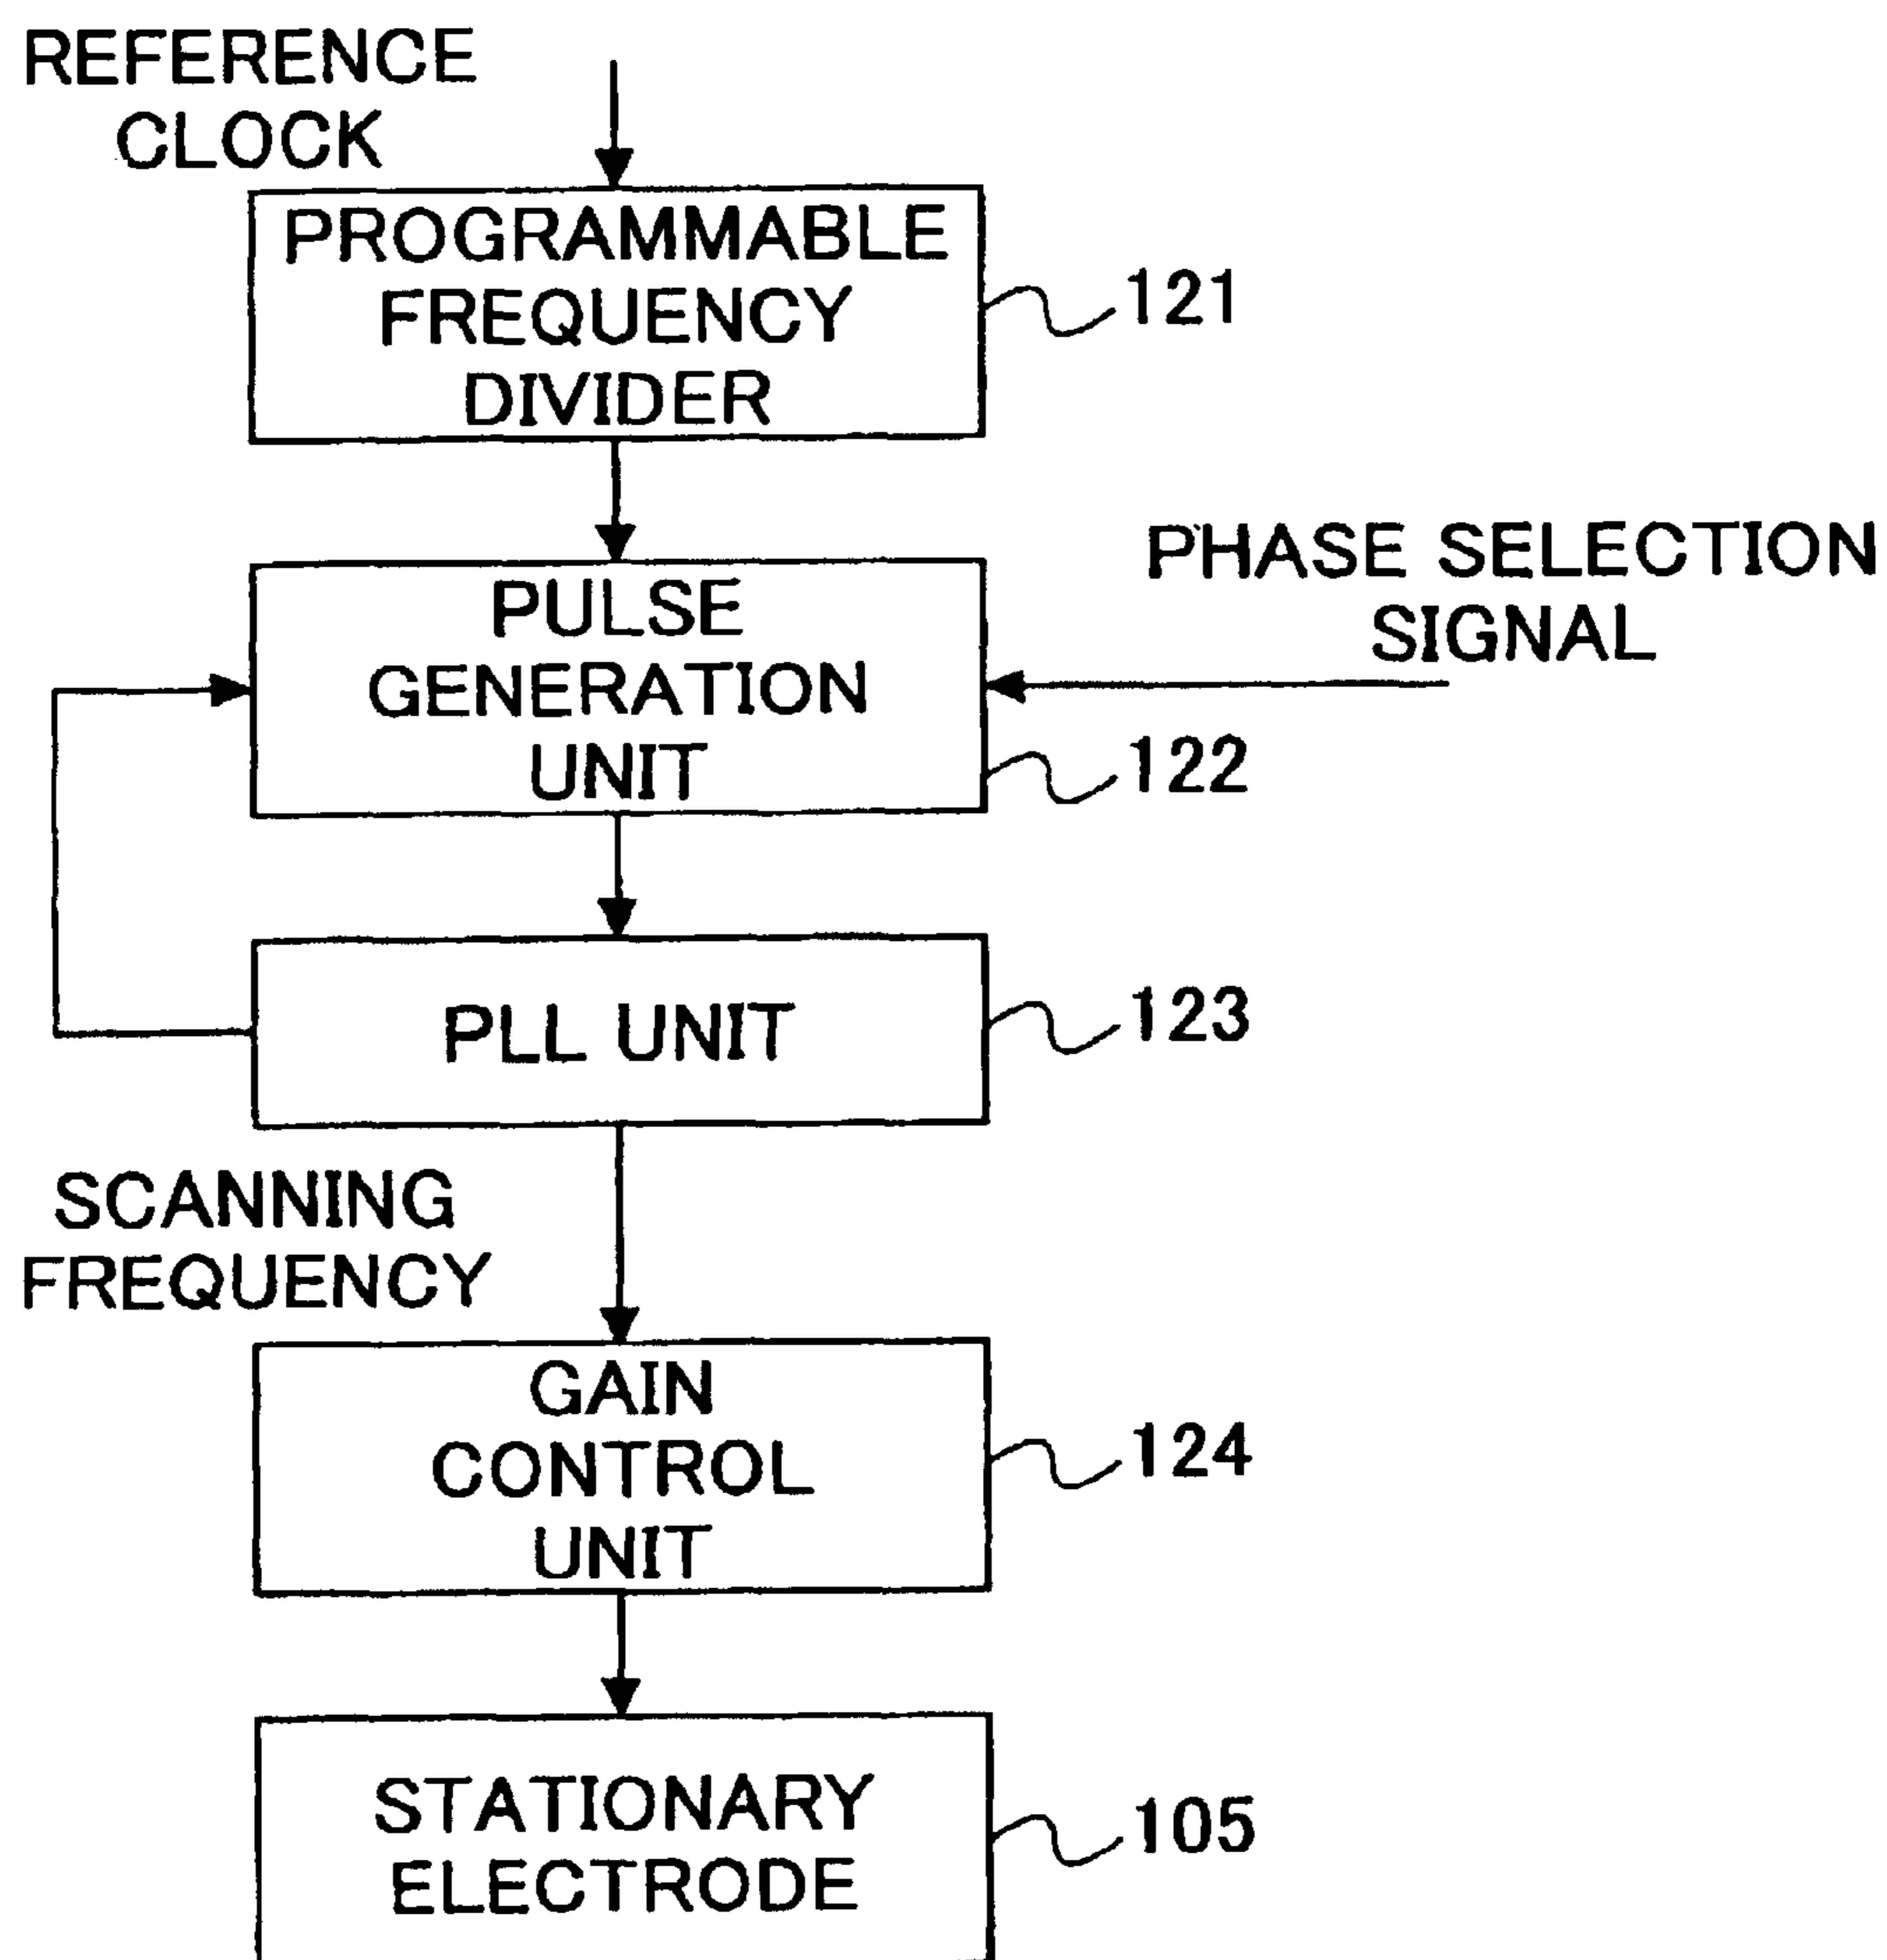 REFERENCE
CLOCK
PROGRAMMABLE
FREQUENCY
DIVIDER
121
PHASE SELECTION
SIGNAL
PULSE
GENERATION
UNIT
122
PLL UNIT
123
SCANNING
FREQUENCY
GAIN
CONTROL
UNIT
124
STATIONARY
ELECTRODE
105